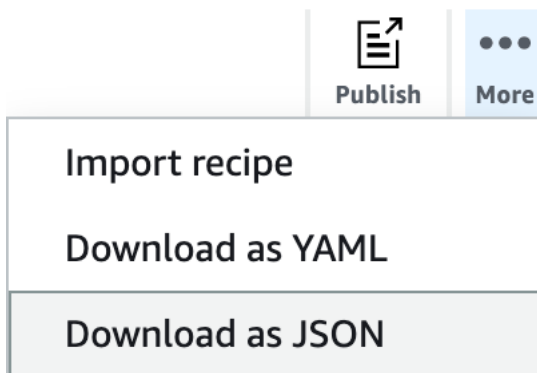 Publish
More
Import recipe
Download as YAML
Download as JSON